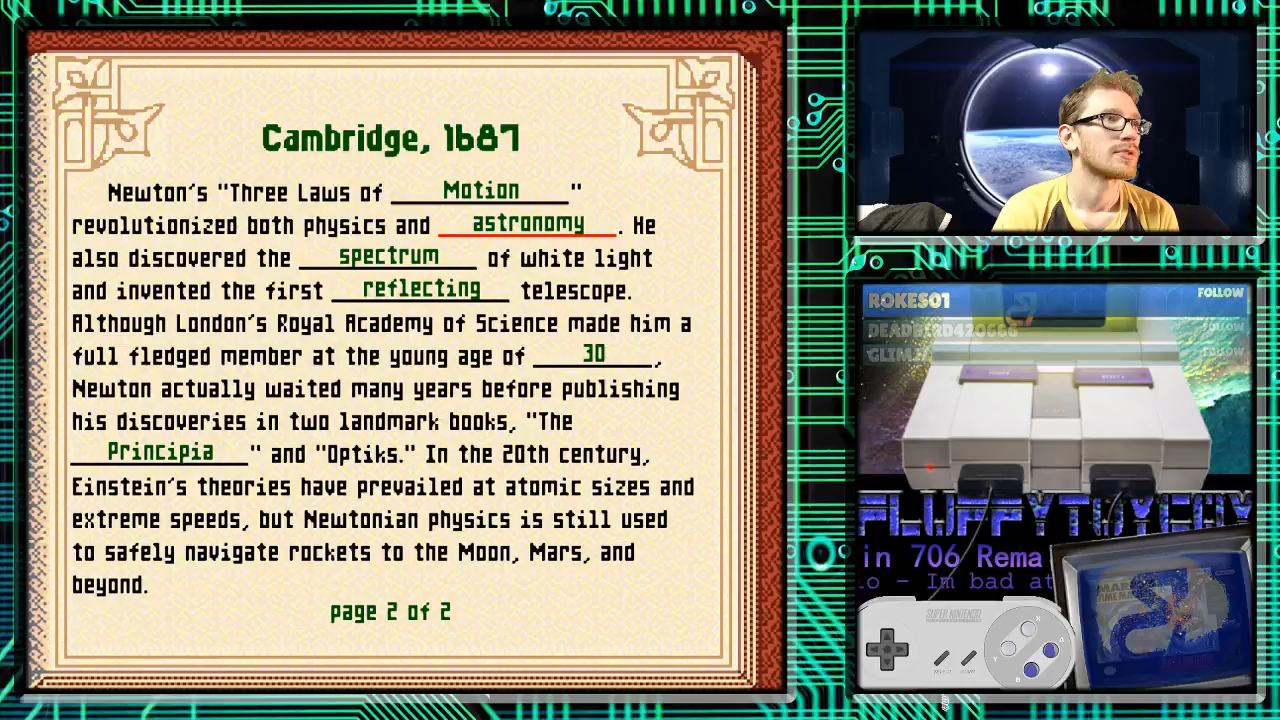 Cambridge, 1687
Newton's "Three Laws of Motion "
revolutionized both physics and astronomy . He
also discovered the spectrum of white light
and invented the first reflecting telescope.
Although London's Royal Academy of Science made him a
full fledged member at the young age of 30 ,
Newton actually waited many years before publishing
his discoveries in two landmark books, "The
Principia " and "Optiks." In the 20th century,
Einstein's theories have prevailed at atomic sizes and
extreme speeds, but Newtonian physics is still used
to safely navigate rockets to the Moon, Mars, and
beyond.
page 2 of 2
ROKES01 FOLLOW
DEADBIRD420666 FOLLOW
FOLLOW
FLUFFYTOXEOX
in 706 Rema
o - Im bad at
SUPER NINTENDO
X
Y
A
B